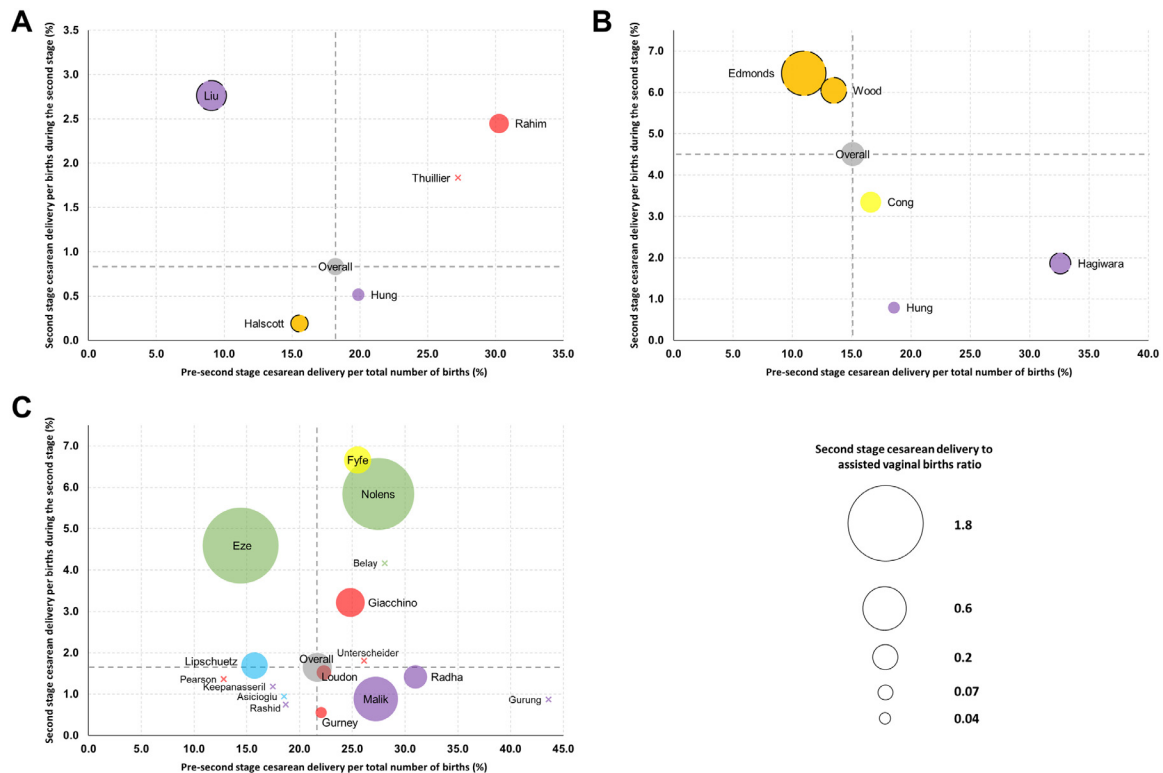 A
Second stage cesarean delivery per births during the second stage (%)
3.5
3.0
2.5
2.0
1.5
1.0
0.5
0.0
Liu
Rahim
Thuillier
Overall
Hung
Halscott
0.0 5.0 10.0 15.0 20.0 25.0 30.0 35.0
Pre-second stage cesarean delivery per total number of births (%)
B
Second stage cesarean delivery per births during the second stage (%)
7.0
6.0
5.0
4.0
3.0
2.0
1.0
0.0
Edmonds
Wood
Overall
Cong
Hagiwara
Hung
0.0 5.0 10.0 15.0 20.0 25.0 30.0 35.0 40.0
Pre-second stage cesarean delivery per total number of births (%)
C
Second stage cesarean delivery per births during the second stage (%)
7.0
6.0
5.0
4.0
3.0
2.0
1.0
0.0
Fyfe
Nolens
Eze
Belay
Giacchino
Unterscheider
Overall
Lipschuetz
Loudon
Radha
Pearson
Keepanasseril
Asicioglu
Rashid
Malik
Gurung
Gurney
0.0 5.0 10.0 15.0 20.0 25.0 30.0 35.0 40.0 45.0
Pre-second stage cesarean delivery per total number of births (%)
Second stage cesarean delivery to
assisted vaginal births ratio
1.8
0.6
0.2
0.07
0.04